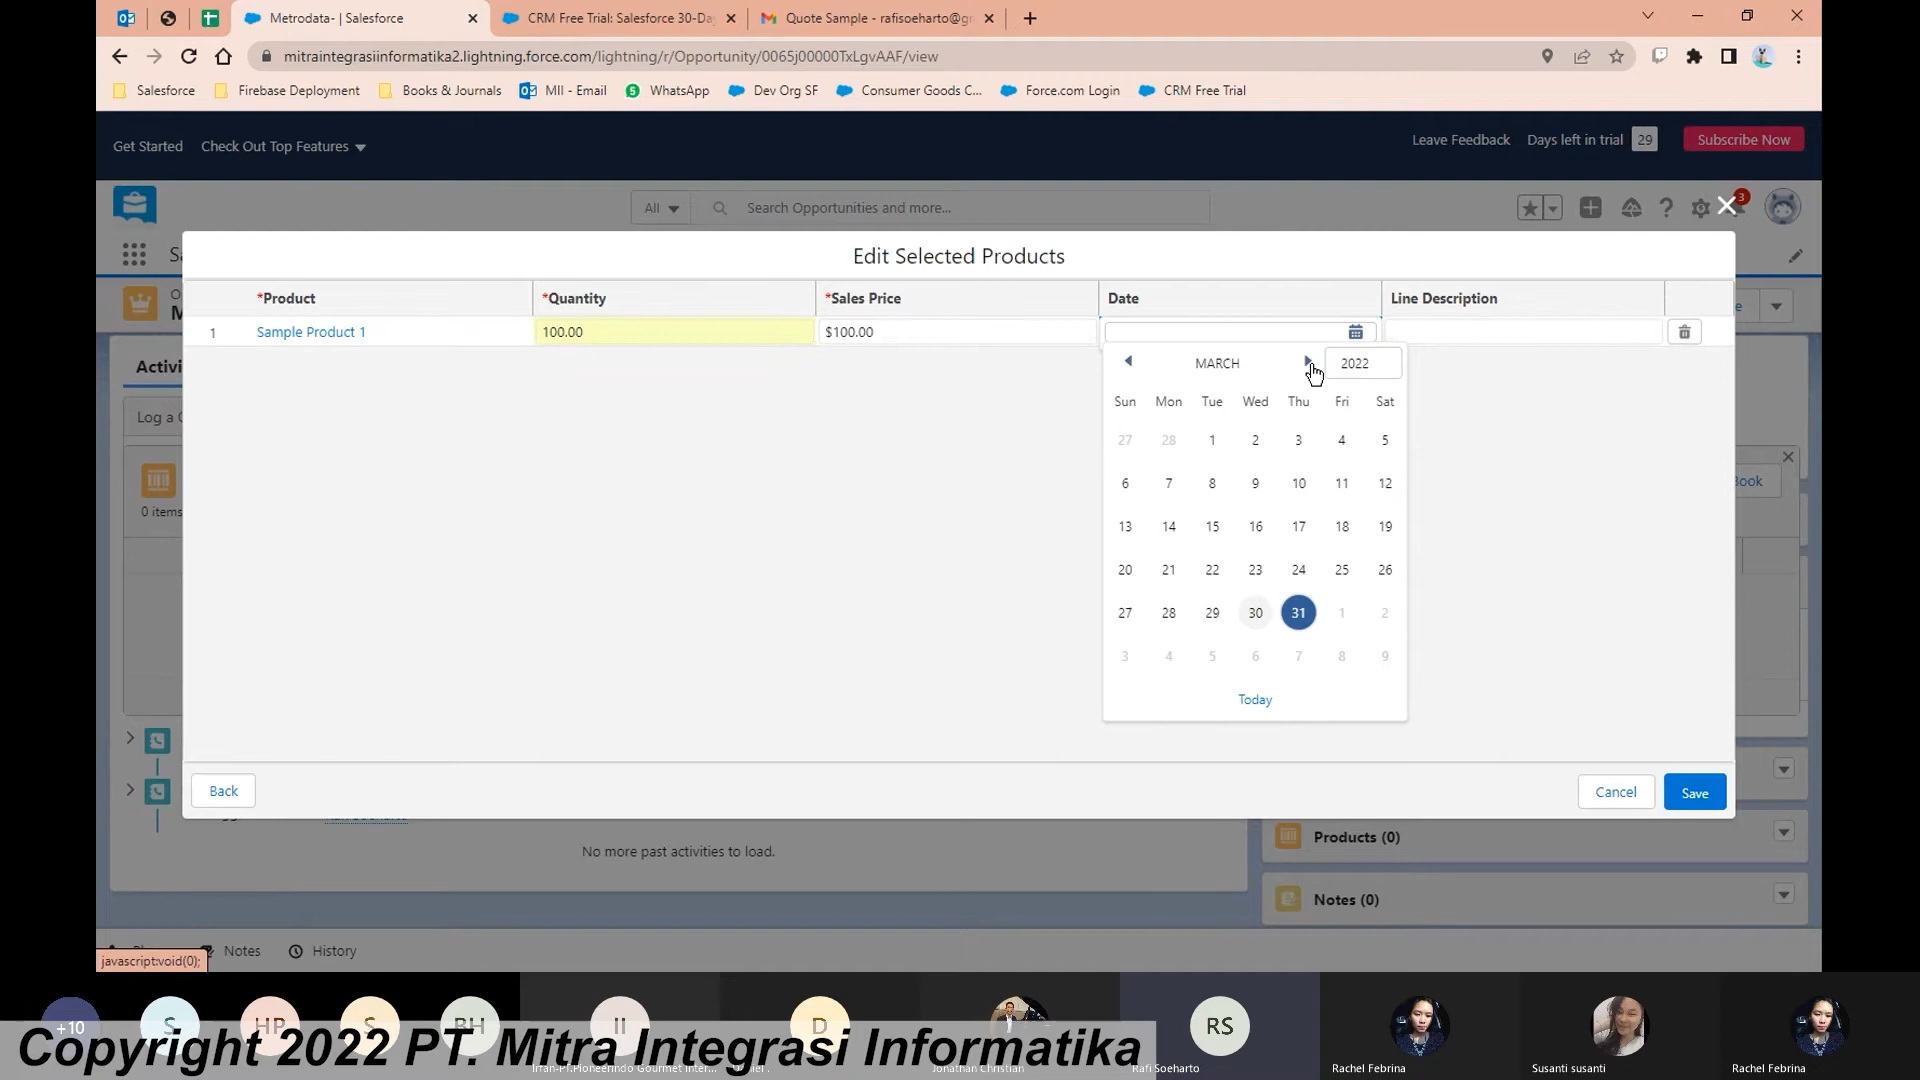 Metrodata- | Salesforce
CRM Free Trial: Salesforce 30-Da
Quote Sample - rafisoeharto@g
mitraintegrasiinformatika2.lightning.force.com/lightning/r/Opportunity/0065j00000TxLgvAAF/view
Salesforce
Firebase Deployment
Books & Journals
MII - Email
WhatsApp
Dev Org SF
Consumer Goods C...
Force.com Login
CRM Free Trial
Get Started
Check Out Top Features
Leave Feedback
Days left in trial 29
Subscribe Now
All
Search Opportunities and more...
3
Edit Selected Products
*Product *Quantity *Sales Price Date Line Description
1 Sample Product 1 100.00 $100.00
MARCH 2022
Sun Mon Tue Wed Thu Fri Sat
27 28 1 2 3 4 5
6 7 8 9 10 11 12
13 14 15 16 17 18 19
20 21 22 23 24 25 26
27 28 29 30 31 1 2
3 4 5 6 7 8 9
Today
Activi
Log a C
0 items
Book
Back
Cancel
Save
No more past activities to load.
Products (0)
Notes (0)
Notes
History
javascript:void(0);
+10 S HP S BH II D RS
Copyright 2022 PT. Mitra Integrasi Informatika
Jonathan Christian
Rafi Soeharto
Rachel Febrina
Susanti susanti
Rachel Febrina